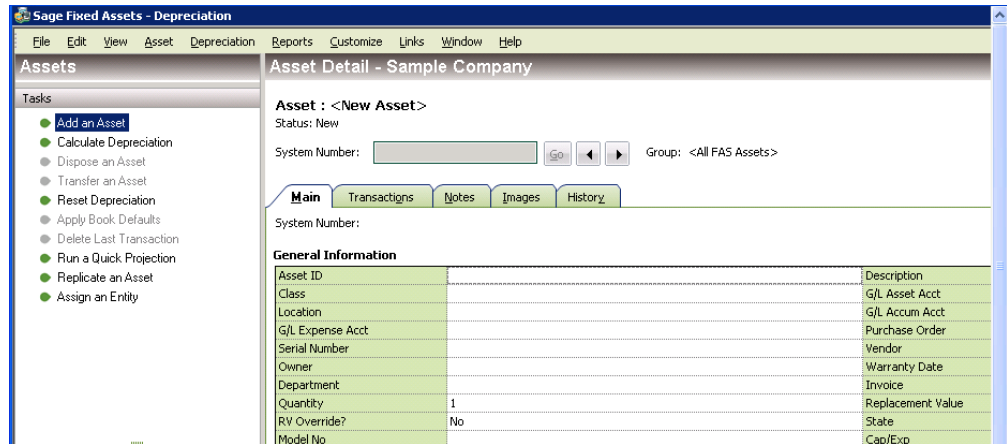 Sage Fixed Assets - Depreciation
File Edit View Asset Depreciation Reports Customize Links Window Help
Assets
Asset Detail - Sample Company
Tasks
Add an Asset
Calculate Depreciation
Dispose an Asset
Transfer an Asset
Reset Depreciation
Apply Book Defaults
Delete Last Transaction
Run a Quick Projection
Replicate an Asset
Assign an Entity
Asset : <New Asset>
Status: New
System Number: Go Group: <All FAS Assets>
Main Transactions Notes Images History
System Number:
General Information
Asset ID Description
Class G/L Asset Acct
Location G/L Accum Acct
G/L Expense Acct Purchase Order
Serial Number Vendor
Owner Warranty Date
Department Invoice
Quantity 1 Replacement Value
RV Override? No State
Model No Cap/Exp